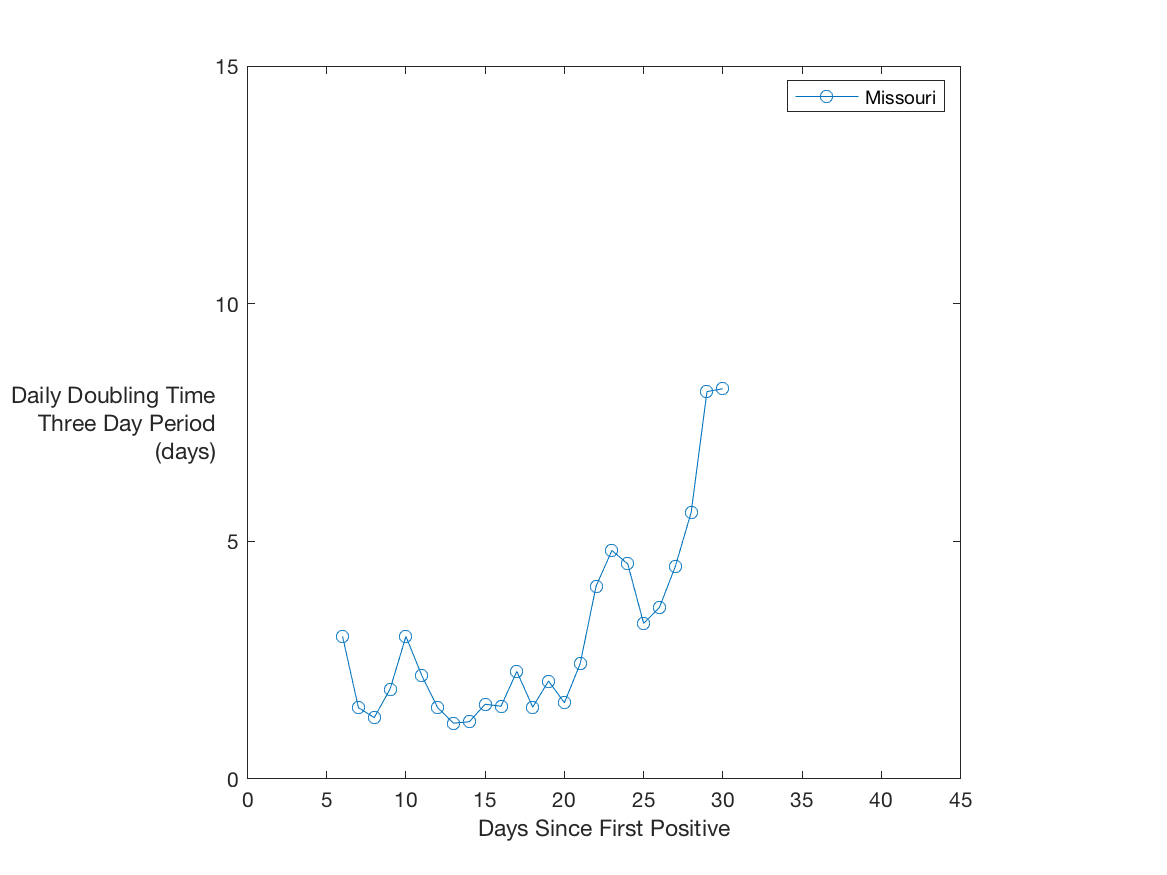 15
Missouri
10
Daily Doubling Time
Three Day Period
(days)
5
0
0 5 10 15 20 25 30 35 40 45
Days Since First Positive